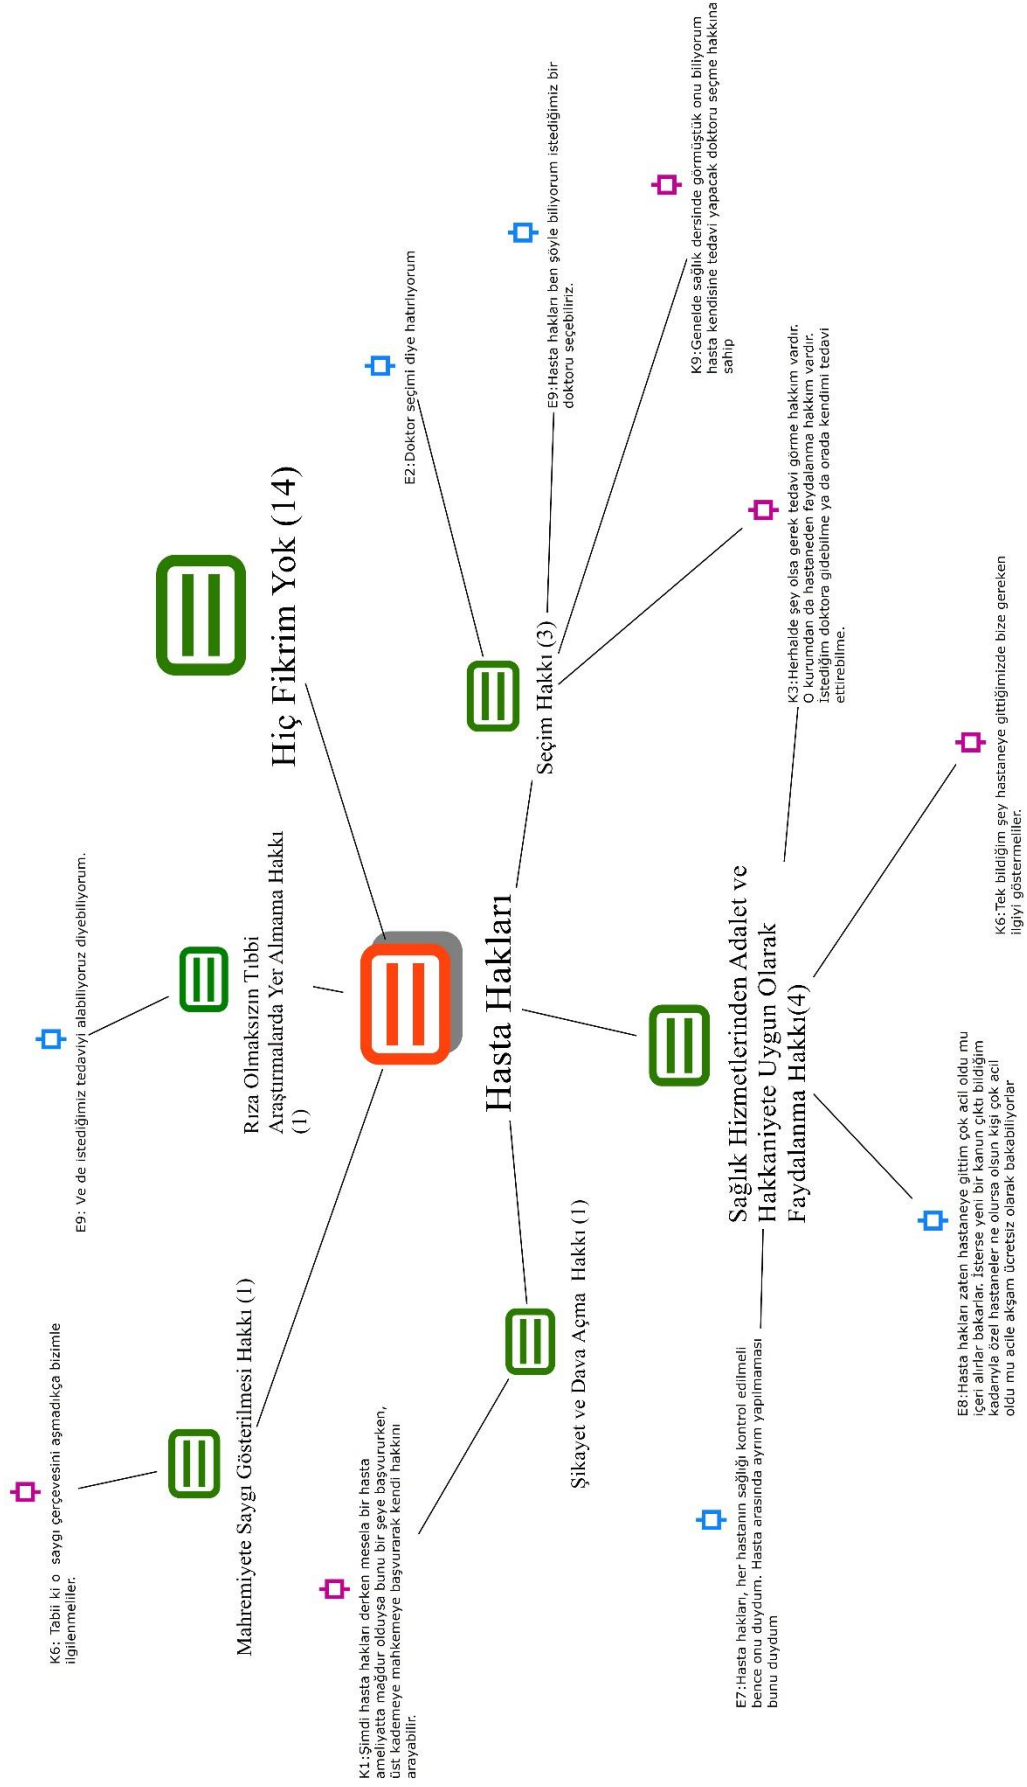 K6: Tabii ki o  saygı çerçevesini aşmadıkça bizimle
ilgilenmeliler.
Mahremiyete Saygı Gösterilmesi Hakkı (1)
E9: Ve de istediğimiz tedaviyi alabiliyoruz diyebiliyorum.
Rıza Olmaksızın Tıbbi
Araştırmalarda Yer Almama Hakkı
(1)
Hiç Fikrim Yok (14)
K1:Şimdi hasta hakları derken mesela bir hasta
ameliyatta mağdur olduysa bunu bir şeye başvururken,
üst kademeye mahkemeye başvurarak kendi hakkını
arayabilir.
Şikayet ve Dava Açma  Hakkı (1)
Hasta Hakları
E2:Doktor seçimi diye hatırlıyorum
Seçim Hakkı (3)
E9:Hasta hakları ben şöyle biliyorum istediğimiz bir
doktoru seçebiliriz.
K9:Genelde sağlık dersinde görmüştük onu biliyorum
hasta kendisine tedavi yapacak doktoru seçme hakkına
sahip
K3:Herhalde şey olsa gerek tedavi görme hakkım vardır.
O kurumdan da hastaneden faydalanma hakkım vardır.
İstediğim doktora gidebilme ya da orada kendimi tedavi
ettirebilme.
Sağlık Hizmetlerinden Adalet ve
Hakkaniyete Uygun Olarak
Faydalanma Hakkı(4)
E7:Hasta hakları, her hastanın sağlığı kontrol edilmeli
bence onu duydum. Hasta arasında ayrım yapılmaması
bunu duydum
E8:Hasta hakları zaten hastaneye gittim çok acil oldu mu
içeri alırlar bakarlar. İsterse yeni bir kanun çıktı bildiğim
kadarıyla özel hastaneler ne olursa olsun kişi çok acil
oldu mu acile akşam ücretsiz olarak bakabiliyorlar
K6:Tek bildiğim şey hastaneye gittiğimizde bize gereken
ilgiyi göstermeliler.